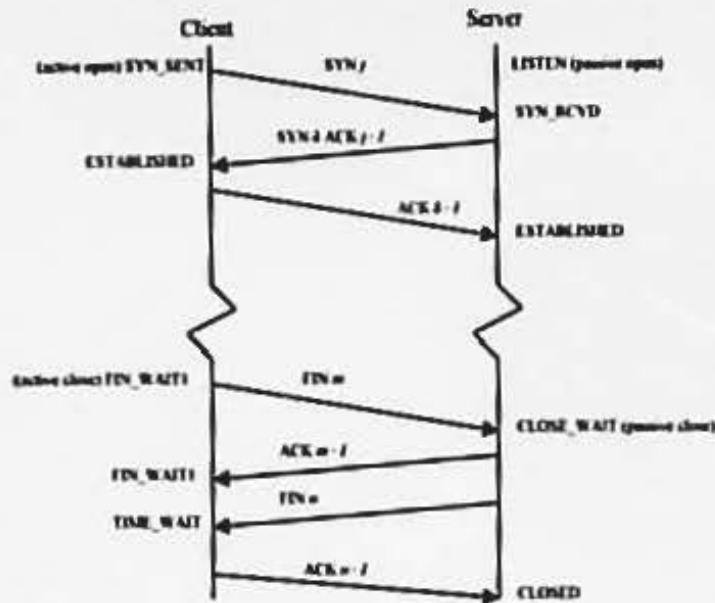 Client
Server
(active open) SYN_SENT
SYN j
LISTEN (passive open)
SYN_RCVD
SYN k ACK j - 1
ESTABLISHED
ACK k - 1
ESTABLISHED
(active close) FIN_WAIT1
FIN m
CLOSE_WAIT (passive close)
ACK m - 1
FIN_WAIT1
FIN n
TIME_WAIT
ACK n - 1
CLOSED